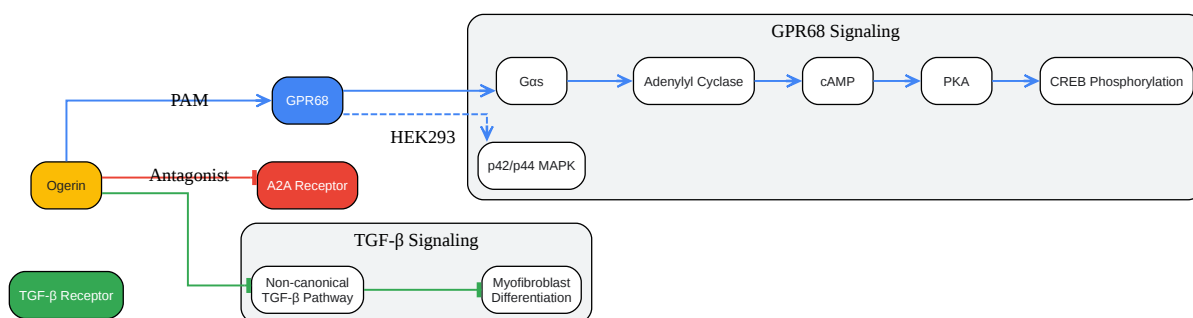 GPR68 Signaling
Gαs
Adenylyl Cyclase
cAMP
PKA
CREB Phosphorylation
PAM
GPR68
HEK293
p42/p44 MAPK
Ogerin
Antagonist
A2A Receptor
TGF-β Signaling
Non-canonical
TGF-β Pathway
Myofibroblast
Differentiation
TGF-β Receptor